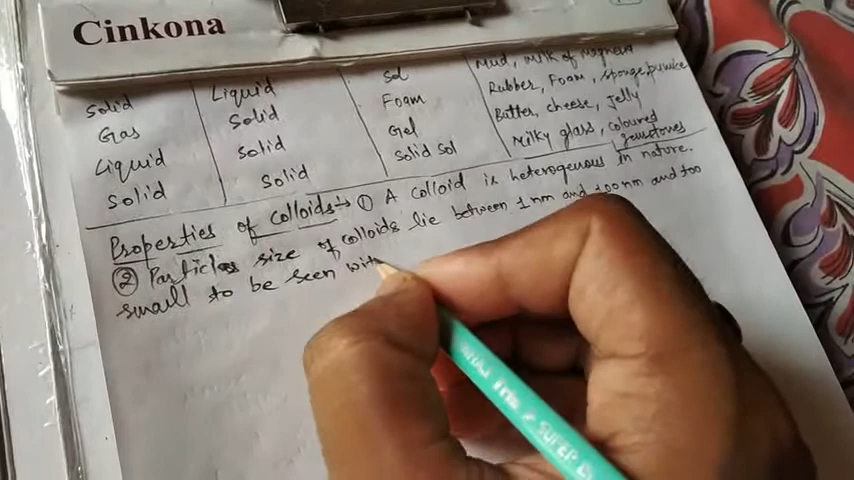 Cinkona
Solid Liquid Sol Mud, Milk of Magnesia
Gas Solid Foam Rubber, Foam, sponge, pumice
Liquid Solid Gel Butter, cheese, Jelly
Solid Solid Solid Sol Milky glass, coloured
gemstones
Properties of colloids → ① A colloid is heterogenous in nature.
② Particles size of colloids lie between 1nm and 100nm and too
small to be seen wit